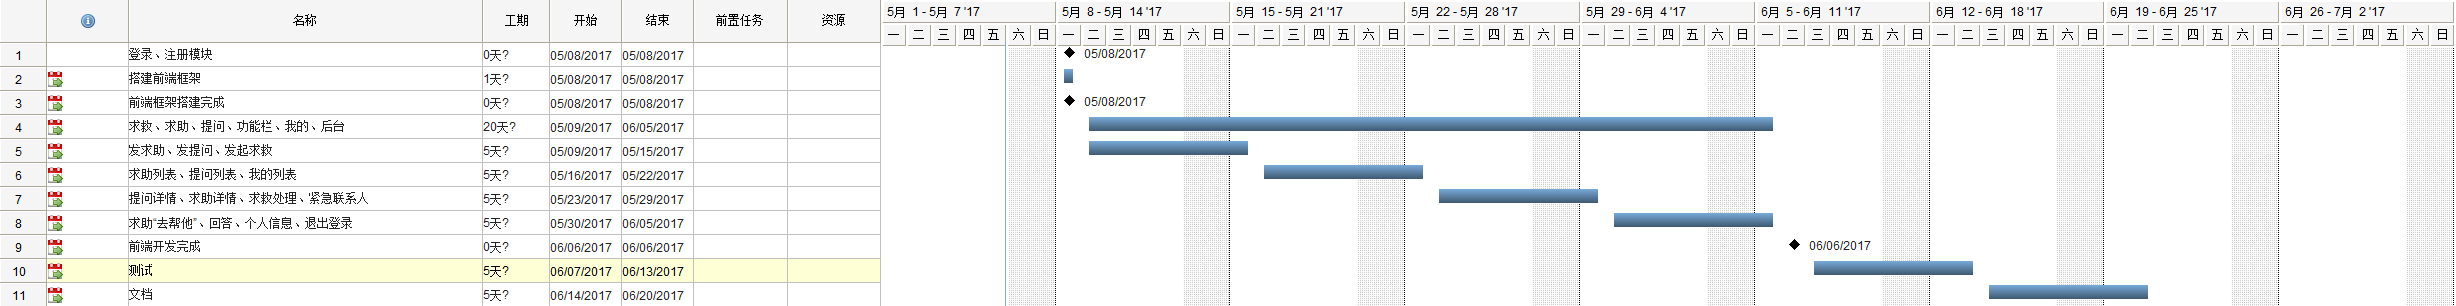 名称 工期 开始 结束 前置任务 资源 5月 1 - 5月 7 '17 5月 8 - 5月 14 '17 5月 15 - 5月 21 '17 5月 22 - 5月 28 '17 5月 29 - 6月 4 '17 6月 5 - 6月 11 '17 6月 12 - 6月 18 '17 6月 19 - 6月 25 '17 6月 26 - 7月 2 '17
一 二 三 四 五 六 日 一 二 三 四 五 六 日 一 二 三 四 五 六 日 一 二 三 四 五 六 日 一 二 三 四 五 六 日 一 二 三 四 五 六 日 一 二 三 四 五 六 日 一 二 三 四 五 六 日 一 二 三 四 五 六 日
1 登录、注册模块 0天? 05/08/2017 05/08/2017 05/08/2017
2 搭建前端框架 1天? 05/08/2017 05/08/2017
3 前端框架搭建完成 0天? 05/08/2017 05/08/2017 05/08/2017
4 求救、求助、提问、功能栏、我的、后台 20天? 05/09/2017 06/05/2017
5 发求助、发提问、发起求救 5天? 05/09/2017 05/15/2017
6 求助列表、提问列表、我的列表 5天? 05/16/2017 05/22/2017
7 提问详情、求助详情、求救处理、紧急联系人 5天? 05/23/2017 05/29/2017
8 求助“去帮他”、回答、个人信息、退出登录 5天? 05/30/2017 06/05/2017
9 前端开发完成 0天? 06/06/2017 06/06/2017 06/06/2017
10 测试 5天? 06/07/2017 06/13/2017
11 文档 5天? 06/14/2017 06/20/2017